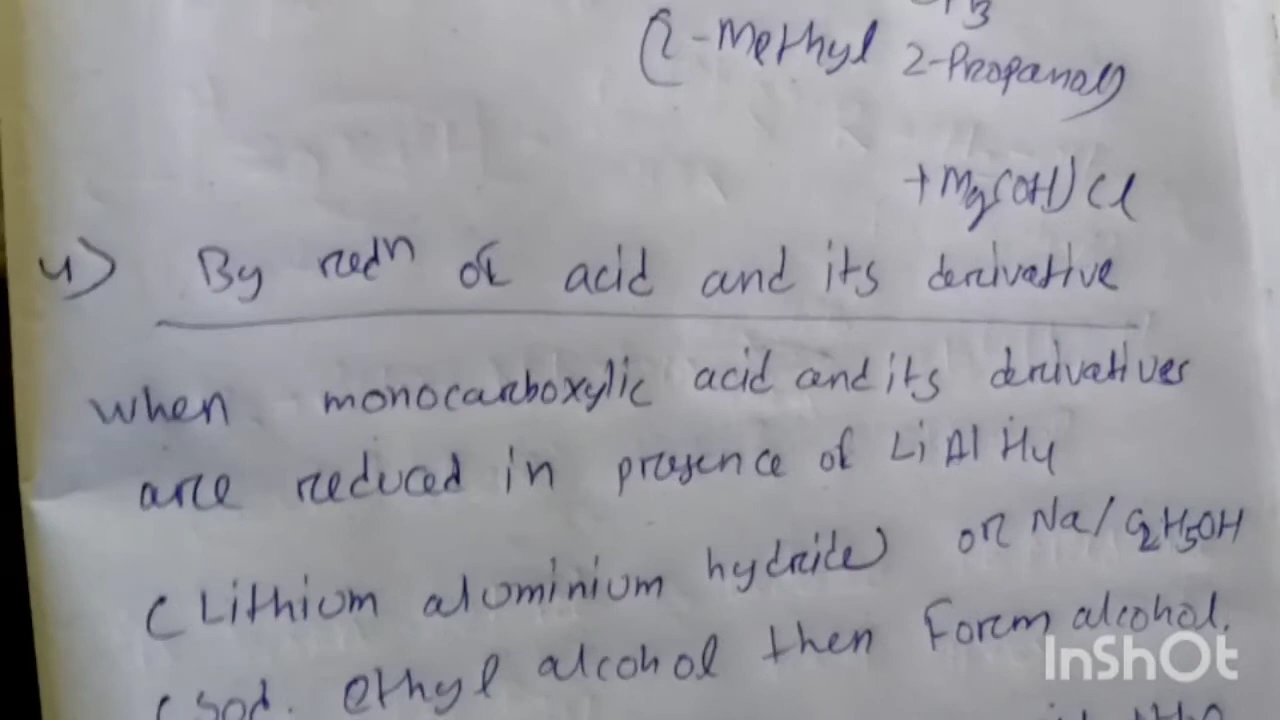 (2-Methyl 2-Propanol)
+Mg(OH)Cl
4) By redn of acid and its derivative
when monocarboxylic acid and its derivatives
are reduced in presence of LiAlH4
(Lithium aluminium hydride) or Na/C2H5OH
(Sod. ethyl alcohol then Form alcohol.
InShOt